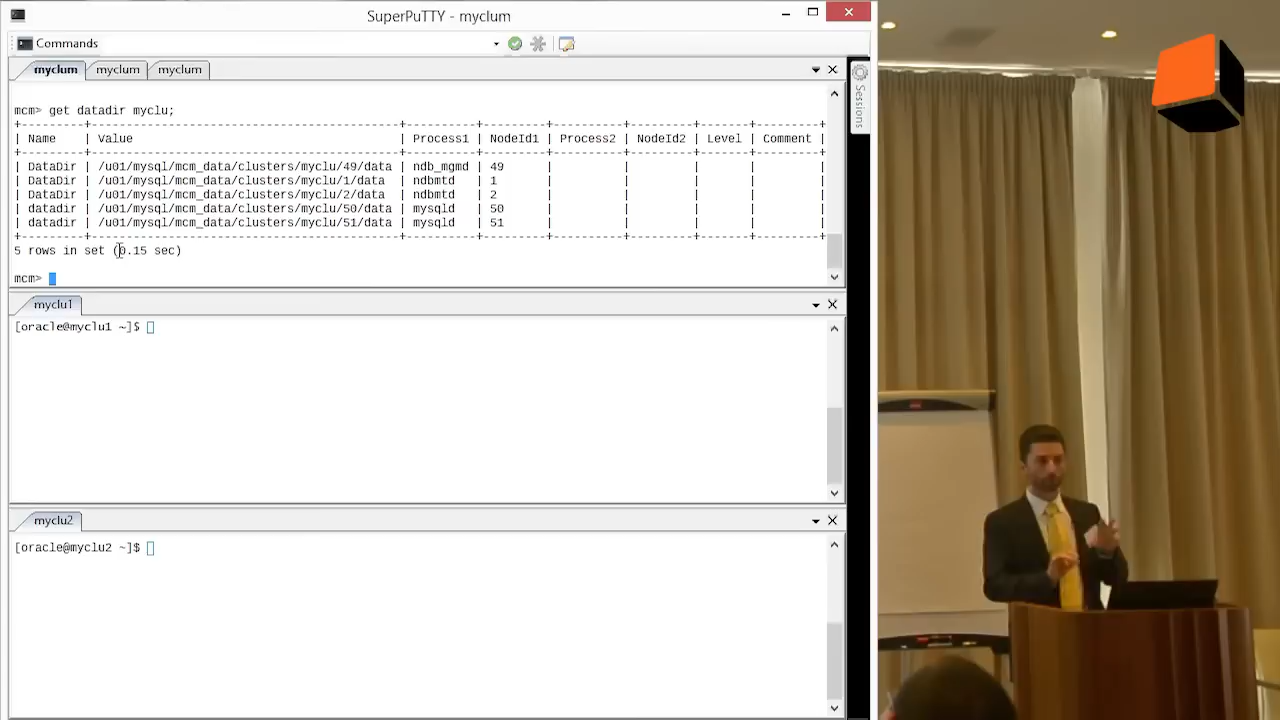 SuperPuTTY - myclum
Commands
myclum myclum myclum
Sessions
mcm> get datadir myclu;
| Name | Value | Process1 | NodeId1 | Process2 | NodeId2 | Level | Comment |
| DataDir | /u01/mysql/mcm_data/clusters/myclu/49/data | ndb_mgmd | 49 | | | | |
| DataDir | /u01/mysql/mcm_data/clusters/myclu/1/data | ndbmtd | 1 | | | | |
| DataDir | /u01/mysql/mcm_data/clusters/myclu/2/data | ndbmtd | 2 | | | | |
| datadir | /u01/mysql/mcm_data/clusters/myclu/50/data | mysqld | 50 | | | | |
| datadir | /u01/mysql/mcm_data/clusters/myclu/51/data | mysqld | 51 | | | | |
5 rows in set (0.15 sec)
mcm>
myclu1
[oracle@myclu1 ~]$
myclu2
[oracle@myclu2 ~]$